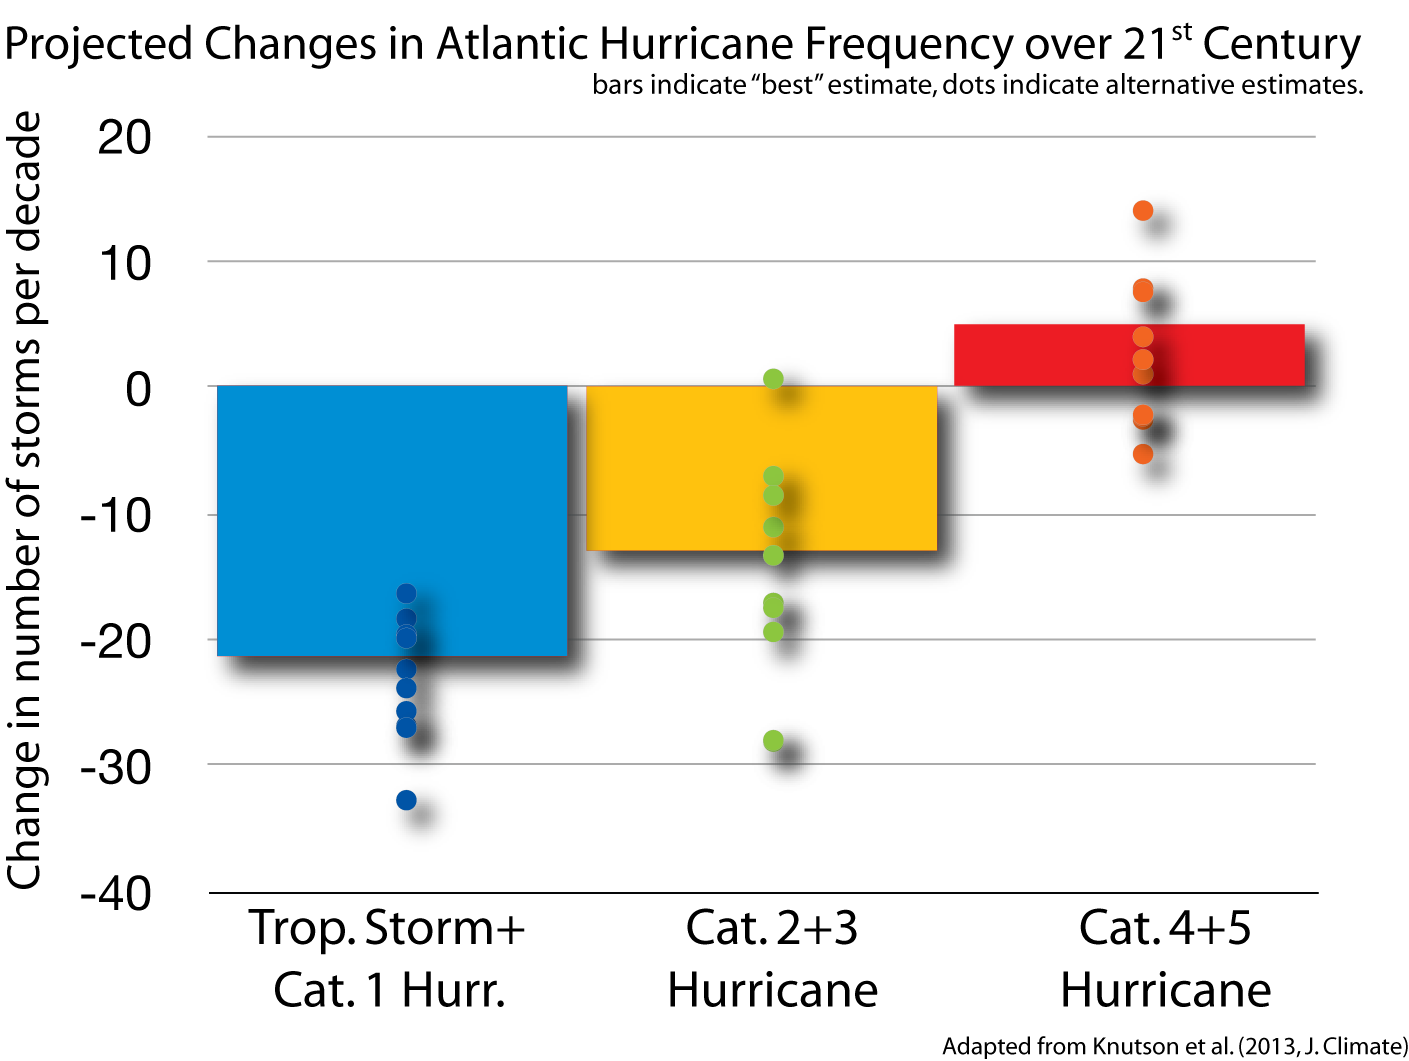 Projected Changes in Atlantic Hurricane Frequency over 21st Century
bars indicate “best” estimate, dots indicate alternative estimates.
Change in number of storms per decade
20
10
0
-10
-20
-30
-40
Trop. Storm+
Cat. 1 Hurr.
Cat. 2+3
Hurricane
Cat. 4+5
Hurricane
Adapted from Knutson et al. (2013, J. Climate)